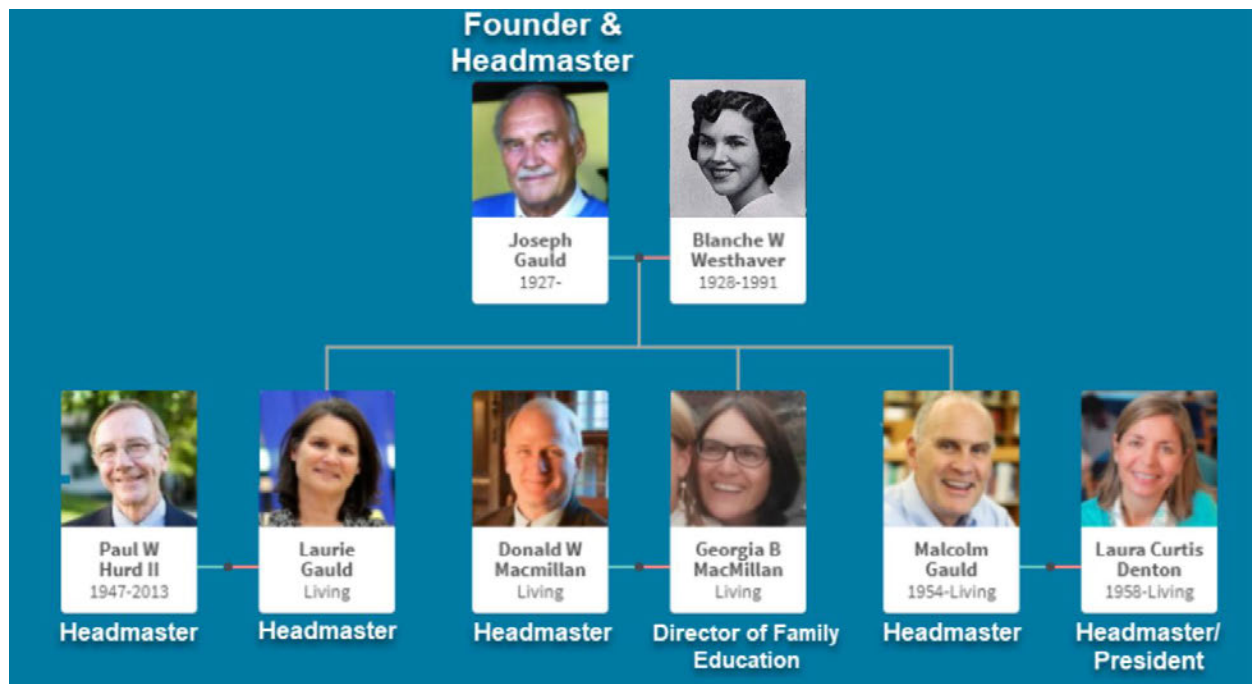 Founder &
Headmaster
Joseph
Gauld
1927-
Blanche W
Westhaver
1928-1991
Paul W
Hurd II
1947-2013
Headmaster
Laurie
Gauld
Living
Headmaster
Donald W
Macmillan
Living
Headmaster
Georgia B
MacMillan
Living
Director of Family
Education
Malcolm
Gauld
1954-Living
Headmaster
Laura Curtis
Denton
1958-Living
Headmaster/
President